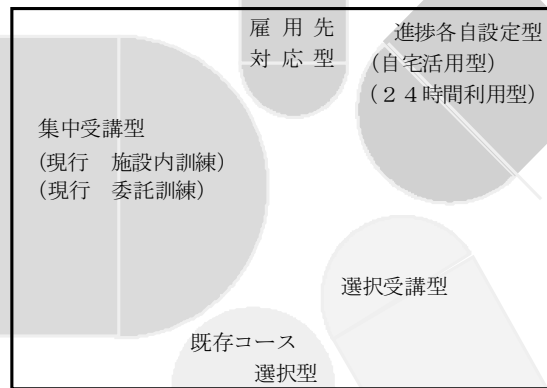 雇用先
対応型
進捗各自設定型
(自宅活用型)
(24時間利用型)
集中受講型
(現行　施設内訓練)
(現行　委託訓練)
選択受講型
既存コース
選択型